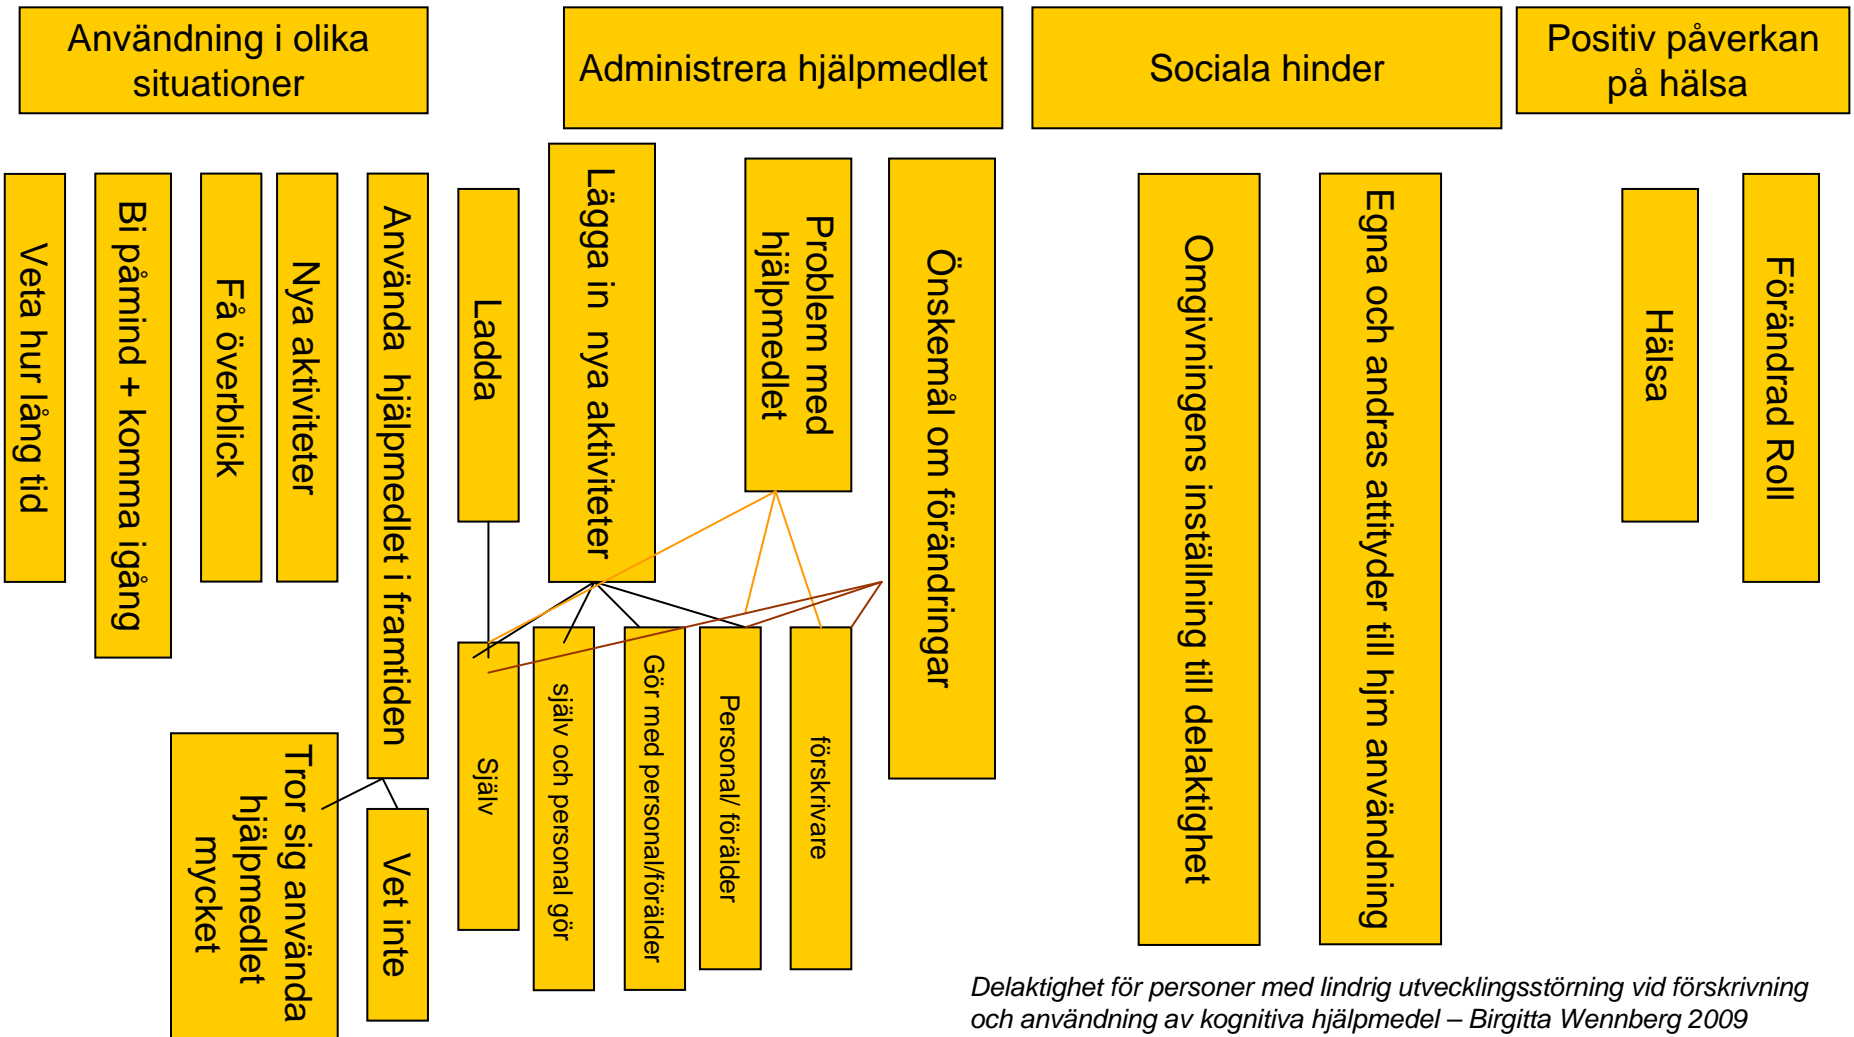 Användning i olika
situationer
Administrera hjälpmedlet
Sociala hinder
Positiv påverkan
på hälsa
Veta hur lång tid
Bi påmind + komma igång
Få överblick
Nya aktiviteter
Använda hjälpmedlet i framtiden
Ladda
Lägga in nya aktiviteter
Problem med
hjälpmedlet
Önskemål om förändringar
Omgivningens inställning till delaktighet
Egna och andras attityder till hjm användning
Hälsa
Förändrad Roll
Tror sig använda
hjälpmedlet
mycket
Vet inte
Själv
själv och personal gör
Gör med personal/förälder
Personal/ förälder
förskrivare
Delaktighet för personer med lindrig utvecklingsstörning vid förskrivning
och användning av kognitiva hjälpmedel – Birgitta Wennberg 2009